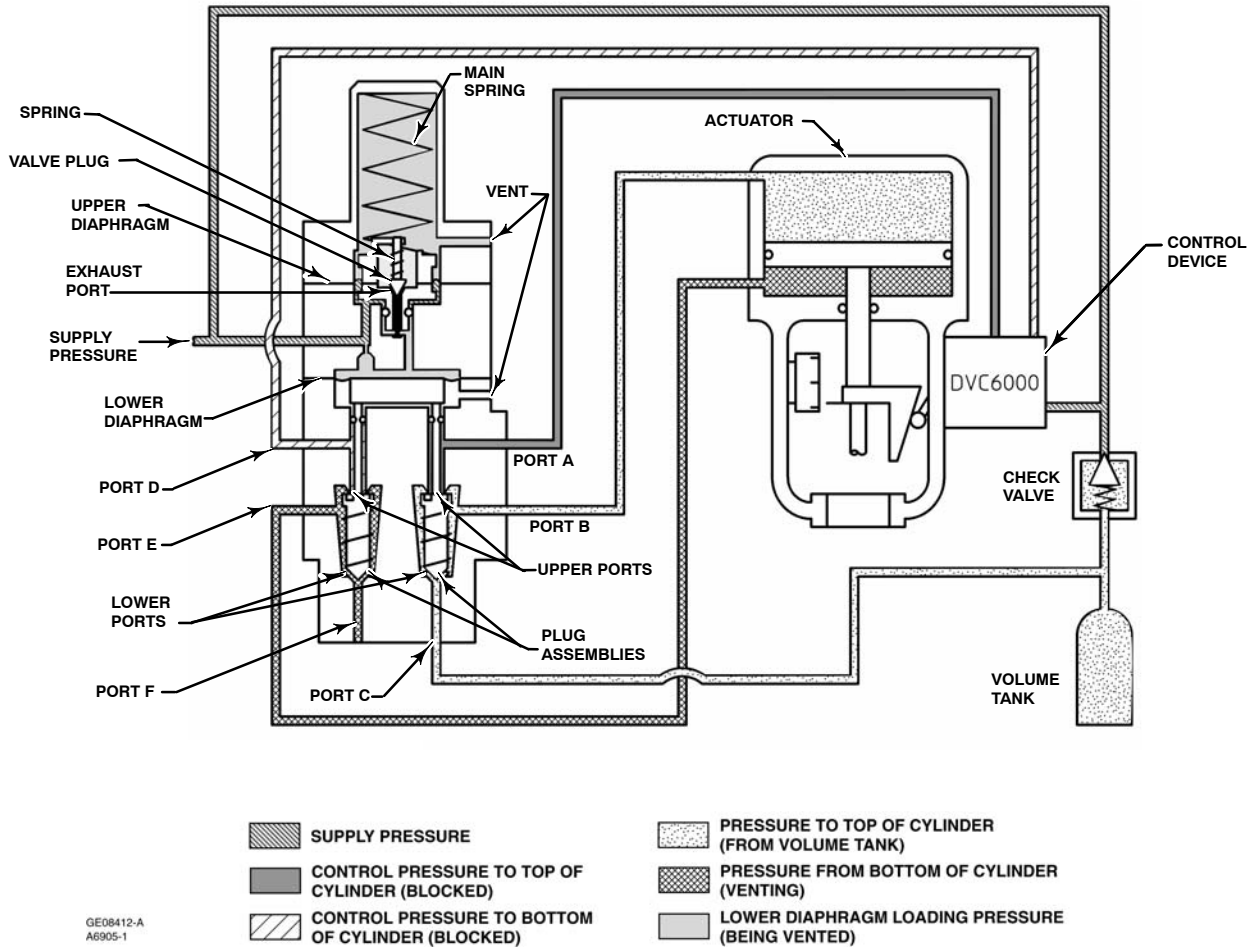 MAIN
SPRING
SPRING
ACTUATOR
VALVE PLUG
VENT
UPPER
DIAPHRAGM
CONTROL
DEVICE
EXHAUST
PORT
SUPPLY
PRESSURE
DVC6000
LOWER
DIAPHRAGM
PORT A
CHECK
VALVE
PORT D
PORT B
PORT E
UPPER PORTS
LOWER
PORTS
PLUG
ASSEMBLIES
VOLUME
TANK
PORT F
PORT C
SUPPLY PRESSURE
CONTROL PRESSURE TO TOP OF
CYLINDER (BLOCKED)
CONTROL PRESSURE TO BOTTOM
OF CYLINDER (BLOCKED)
PRESSURE TO TOP OF CYLINDER
(FROM VOLUME TANK)
PRESSURE FROM BOTTOM OF CYLINDER
(VENTING)
LOWER DIAPHRAGM LOADING PRESSURE
(BEING VENTED)
GE08412-A
A6905-1